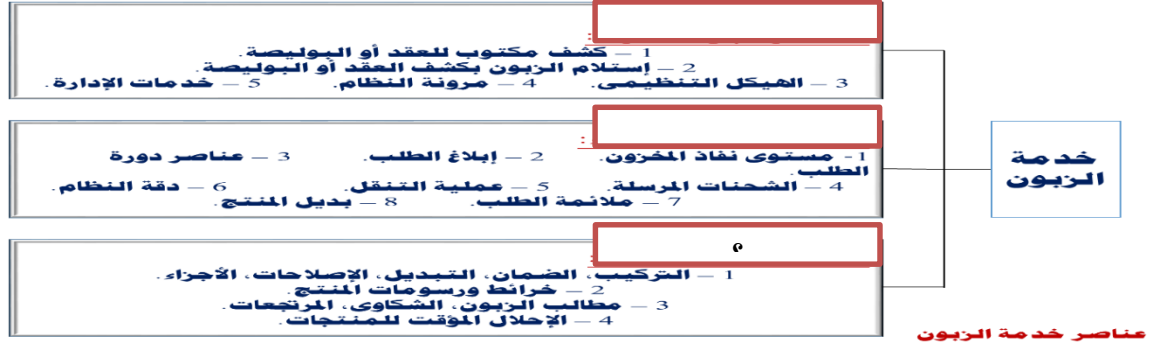 1 – كشف مكتوب للعقد أو البوليصة.
2 – إستلام الزبون بكشف العقد أو البوليصة.
3 – الهيكل التنظيمى. 4 – مرونة النظام. 5 – خدمات الإدارة.
1- مستوى نفاذ المخزون. 2 – إبلاغ الطلب. 3 – عناصر دورة
الطلب.
4 – الشحنات المرسلة. 5 – عملية التنقل. 6 – دقة النظام.
7 – ملائمة الطلب. 8 – بديل المنتج.
1 – التركيب، الضمان، التبديل، الإصلاحات، الأجزاء.
2 – خرائط ورسومات المنتج.
3 – مطالب الزبون، الشكاوى، المرتجعات.
4 – الإحلال المؤقت للمنتجات.
خدمة
الزبون
عناصر خدمة الزبون